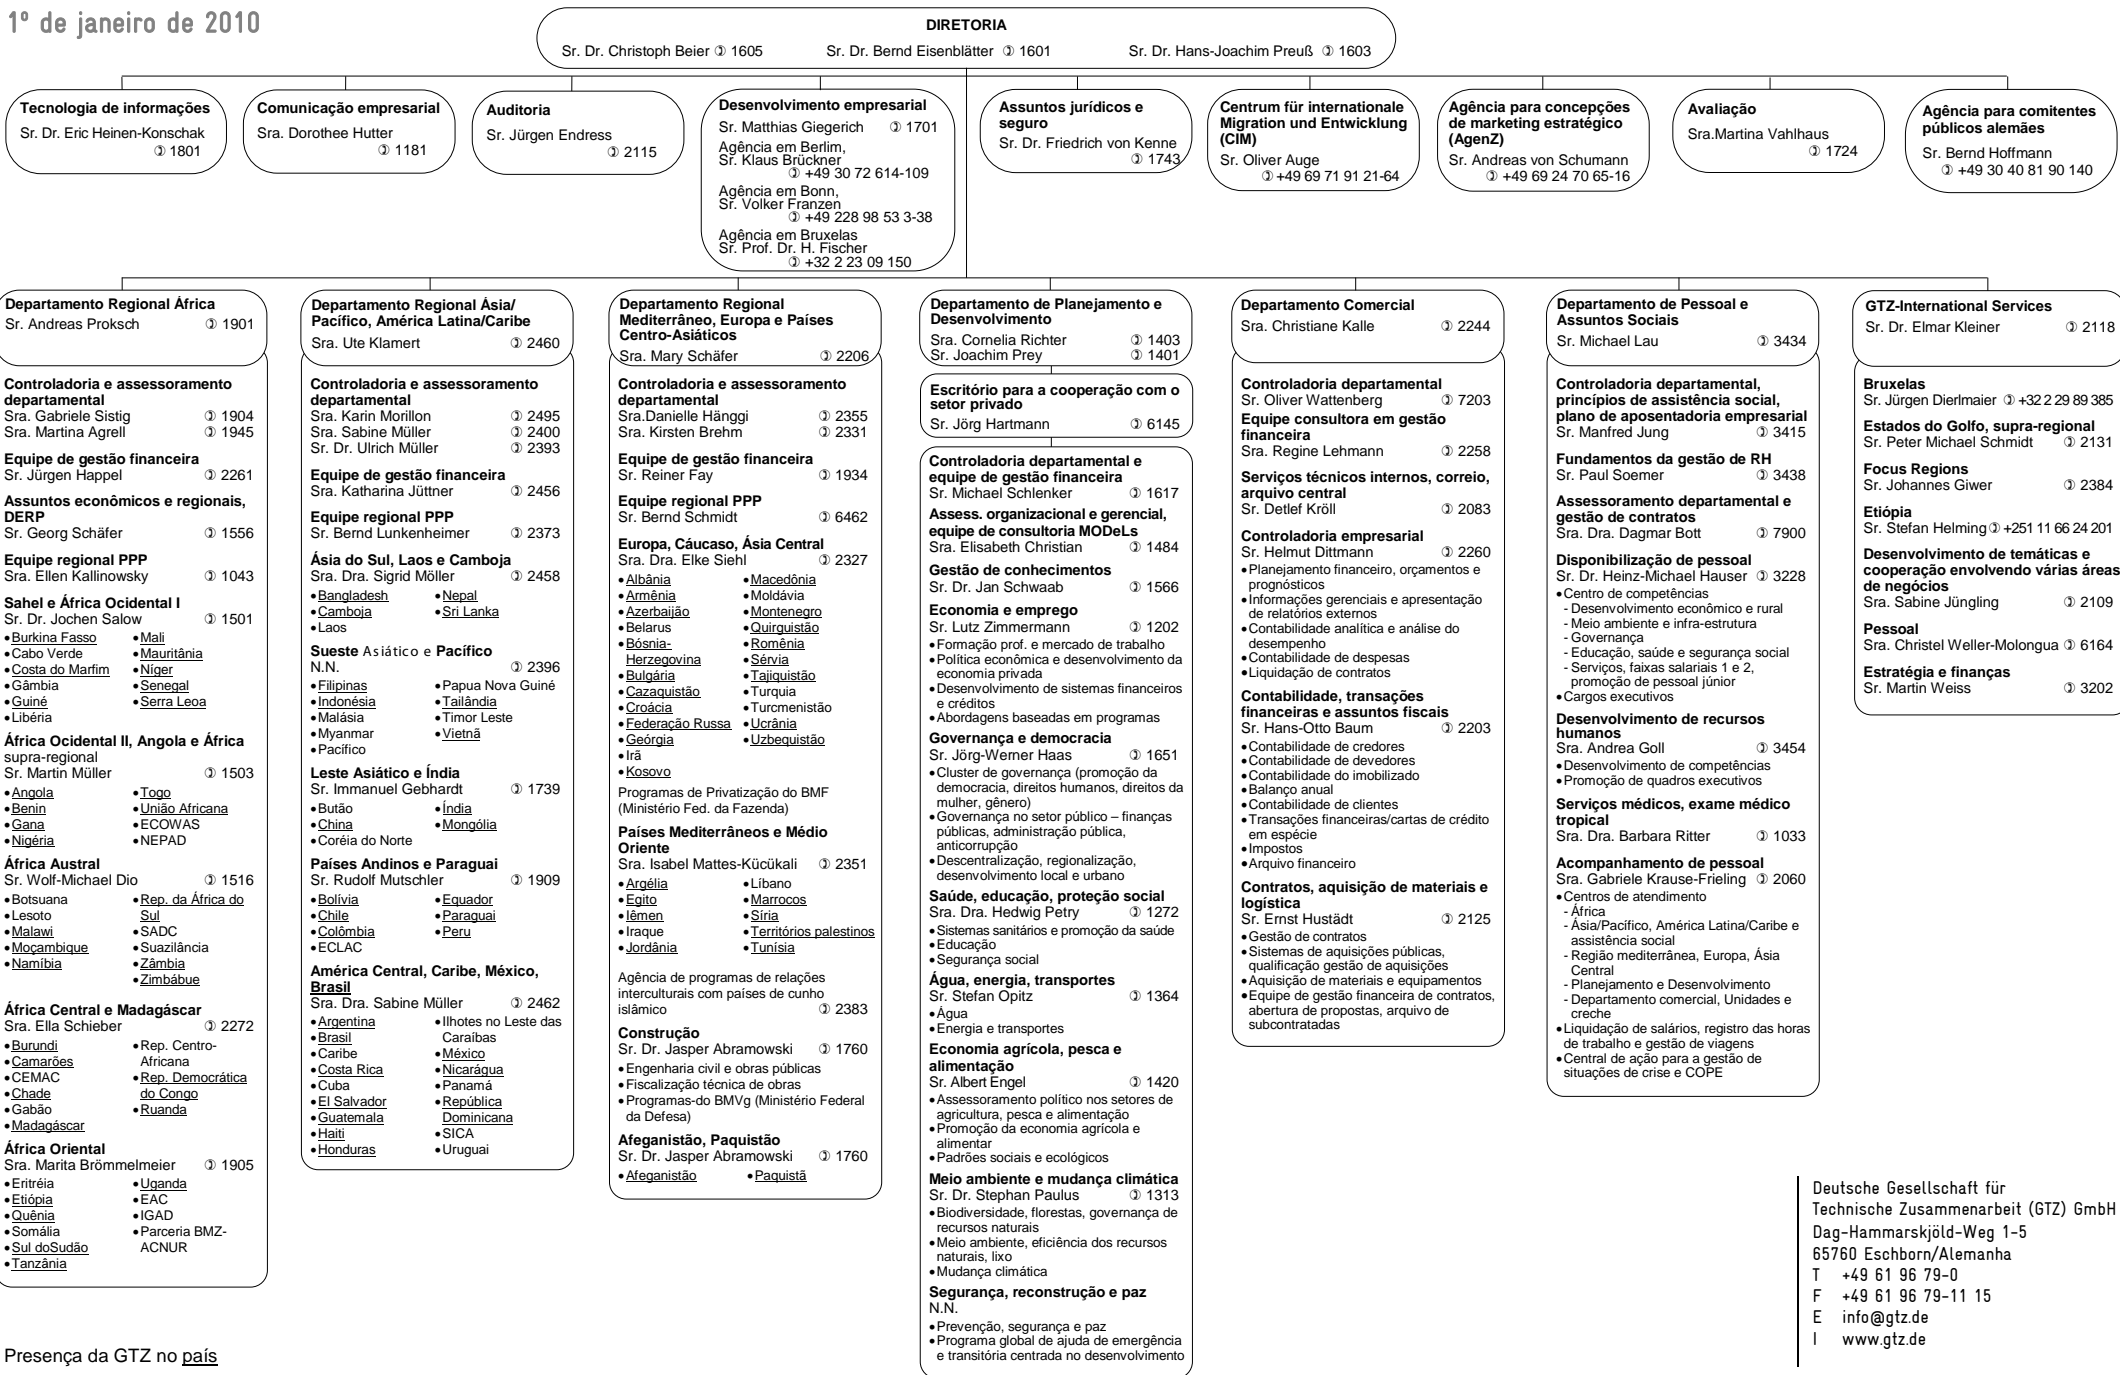 1º de janeiro de 2010
DIRETORIA
Sr. Dr. Christoph Beier ✆ 1605 Sr. Dr. Bernd Eisenblätter ✆ 1601 Sr. Dr. Hans-Joachim Preuß ✆ 1603
Tecnologia de informações
Sr. Dr. Eric Heinen-Konschak
✆ 1801
Comunicação empresarial
Sra. Dorothee Hutter
✆ 1181
Auditoria
Sr. Jürgen Endress
✆ 2115
Desenvolvimento empresarial
Sr. Matthias Giegerich ✆ 1701
Agência em Berlim,
Sr. Klaus Brückner
✆ +49 30 72 614-109
Agência em Bonn,
Sr. Volker Franzen
✆ +49 228 98 53 3-38
Agência em Bruxelas
Sr. Prof. Dr. H. Fischer
✆ +32 2 23 09 150
Assuntos jurídicos e
seguro
Sr. Dr. Friedrich von Kenne
✆ 1743
Centrum für internationale
Migration und Entwicklung
(CIM)
Sr. Oliver Auge
✆ +49 69 71 91 21-64
Agência para concepções
de marketing estratégico
(AgenZ)
Sr. Andreas von Schumann
✆ +49 69 24 70 65-16
Avaliação
Sra.Martina Vahlhaus
✆ 1724
Agência para comitentes
públicos alemães
Sr. Bernd Hoffmann
✆ +49 30 40 81 90 140
Departamento Regional África
Sr. Andreas Proksch ✆ 1901
Controladoria e assessoramento
departamental
Sra. Gabriele Sistig ✆ 1904
Sra. Martina Agrell ✆ 1945
Equipe de gestão financeira
Sr. Jürgen Happel ✆ 2261
Assuntos econômicos e regionais,
DERP
Sr. Georg Schäfer ✆ 1556
Equipe regional PPP
Sra. Ellen Kallinowsky ✆ 1043
Sahel e África Ocidental I
Sr. Dr. Jochen Salow ✆ 1501
•Burkina Fasso •Mali
•Cabo Verde •Mauritânia
•Costa do Marfim •Níger
•Gâmbia •Senegal
•Guiné •Serra Leoa
•Libéria
África Ocidental II, Angola e África
supra-regional
Sr. Martin Müller ✆ 1503
•Angola •Togo
•Benin •União Africana
•Gana •ECOWAS
•Nigéria •NEPAD
África Austral
Sr. Wolf-Michael Dio ✆ 1516
•Botsuana •Rep. da África do
•Lesoto Sul
•Malawi •SADC
•Moçambique •Suazilância
•Namíbia •Zâmbia
•Zimbábue
África Central e Madagáscar
Sra. Ella Schieber ✆ 2272
•Burundi •Rep. Centro-
•Camarões Africana
•CEMAC •Rep. Democrática
•Chade do Congo
•Gabão •Ruanda
•Madagáscar
África Oriental
Sra. Marita Brömmelmeier ✆ 1905
•Eritréia •Uganda
•Etiópia •EAC
•Quênia •IGAD
•Somália •Parceria BMZ-
•Sul doSudão ACNUR
•Tanzânia
Departamento Regional Ásia/
Pacífico, América Latina/Caribe
Sra. Ute Klamert ✆ 2460
Controladoria e assessoramento
departamental
Sra. Karin Morillon ✆ 2495
Sra. Sabine Müller ✆ 2400
Sr. Dr. Ulrich Müller ✆ 2393
Equipe de gestão financeira
Sra. Katharina Jüttner ✆ 2456
Equipe regional PPP
Sr. Bernd Lunkenheimer ✆ 2373
Ásia do Sul, Laos e Camboja
Sra. Dra. Sigrid Möller ✆ 2458
•Bangladesh •Nepal
•Camboja •Sri Lanka
•Laos
Sueste Asiático e Pacífico
N.N. ✆ 2396
•Filipinas •Papua Nova Guiné
•Indonésia •Tailândia
•Malásia •Timor Leste
•Myanmar •Vietnã
•Pacífico
Leste Asiático e Índia
Sr. Immanuel Gebhardt ✆ 1739
•Butão •Índia
•China •Mongólia
•Coréia do Norte
Países Andinos e Paraguai
Sr. Rudolf Mutschler ✆ 1909
•Bolívia •Equador
•Chile •Paraguai
•Colômbia •Peru
•ECLAC
América Central, Caribe, México,
Brasil
Sra. Dra. Sabine Müller ✆ 2462
•Argentina •Ilhotes no Leste das
•Brasil Caraíbas
•Caribe •México
•Costa Rica •Nicarágua
•Cuba •Panamá
•El Salvador •República
•Guatemala Dominicana
•Haiti •SICA
•Honduras •Uruguai
Departamento Regional
Mediterrâneo, Europa e Países
Centro-Asiáticos
Sra. Mary Schäfer ✆ 2206
Controladoria e assessoramento
departamental
Sra.Danielle Hänggi ✆ 2355
Sra. Kirsten Brehm ✆ 2331
Equipe de gestão financeira
Sr. Reiner Fay ✆ 1934
Equipe regional PPP
Sr. Bernd Schmidt ✆ 6462
Europa, Cáucaso, Ásia Central
Sra. Dra. Elke Siehl ✆ 2327
•Albânia •Macedônia
•Armênia •Moldávia
•Azerbaijão •Montenegro
•Belarus •Quirguistão
•Bósnia- •Romênia
Herzegovina •Sérvia
•Bulgária •Tajiquistão
•Cazaquistão •Turquia
•Croácia •Turcmenistão
•Federação Russa •Ucrânia
•Geórgia •Uzbequistão
•Irã
•Kosovo
Programas de Privatização do BMF
(Ministério Fed. da Fazenda)
Países Mediterrâneos e Médio
Oriente
Sra. Isabel Mattes-Kücükali ✆ 2351
•Argélia •Líbano
•Egito •Marrocos
•Iêmen •Síria
•Iraque •Territórios palestinos
•Jordânia •Tunísia
Agência de programas de relações
interculturais com países de cunho
islâmico ✆ 2383
Construção
Sr. Dr. Jasper Abramowski ✆ 1760
•Engenharia civil e obras públicas
•Fiscalização técnica de obras
•Programas-do BMVg (Ministério Federal
da Defesa)
Afeganistão, Paquistão
Sr. Dr. Jasper Abramowski ✆ 1760
•Afeganistão •Paquistã
Departamento de Planejamento e
Desenvolvimento
Sra. Cornelia Richter ✆ 1403
Sr. Joachim Prey ✆ 1401
Escritório para a cooperação com o
setor privado
Sr. Jörg Hartmann ✆ 6145
Controladoria departamental e
equipe de gestão financeira
Sr. Michael Schlenker ✆ 1617
Assess. organizacional e gerencial,
equipe de consultoria MODeLs
Sra. Elisabeth Christian ✆ 1484
Gestão de conhecimentos
Sr. Dr. Jan Schwaab ✆ 1566
Economia e emprego
Sr. Lutz Zimmermann ✆ 1202
•Formação prof. e mercado de trabalho
•Política econômica e desenvolvimento da
economia privada
•Desenvolvimento de sistemas financeiros
e créditos
•Abordagens baseadas em programas
Governança e democracia
Sr. Jörg-Werner Haas ✆ 1651
•Cluster de governança (promoção da
democracia, direitos humanos, direitos da
mulher, gênero)
•Governança no setor público – finanças
públicas, administração pública,
anticorrupção
•Descentralização, regionalização,
desenvolvimento local e urbano
Saúde, educação, proteção social
Sra. Dra. Hedwig Petry ✆ 1272
•Sistemas sanitários e promoção da saúde
•Educação
•Segurança social
Água, energia, transportes
Sr. Stefan Opitz ✆ 1364
•Água
•Energia e transportes
Economia agrícola, pesca e
alimentação
Sr. Albert Engel ✆ 1420
•Assessoramento político nos setores de
agricultura, pesca e alimentação
•Promoção da economia agrícola e
alimentar
•Padrões sociais e ecológicos
Meio ambiente e mudança climática
Sr. Dr. Stephan Paulus ✆ 1313
•Biodiversidade, florestas, governança de
recursos naturais
•Meio ambiente, eficiência dos recursos
naturais, lixo
•Mudança climática
Segurança, reconstrução e paz
N.N.
•Prevenção, segurança e paz
•Programa global de ajuda de emergência
e transitória centrada no desenvolvimento
Departamento Comercial
Sra. Christiane Kalle ✆ 2244
Controladoria departamental
Sr. Oliver Wattenberg ✆ 7203
Equipe consultora em gestão
financeira
Sra. Regine Lehmann ✆ 2258
Serviços técnicos internos, correio,
arquivo central
Sr. Detlef Kröll ✆ 2083
Controladoria empresarial
Sr. Helmut Dittmann ✆ 2260
•Planejamento financeiro, orçamentos e
prognósticos
•Informações gerenciais e apresentação
de relatórios externos
•Contabilidade analítica e análise do
desempenho
•Contabilidade de despesas
•Liquidação de contratos
Contabilidade, transações
financeiras e assuntos fiscais
Sr. Hans-Otto Baum ✆ 2203
•Contabilidade de credores
•Contabilidade de devedores
•Contabilidade do imobilizado
•Balanço anual
•Contabilidade de clientes
•Transações financeiras/cartas de crédito
em espécie
•Impostos
•Arquivo financeiro
Contratos, aquisição de materiais e
logística
Sr. Ernst Hustädt ✆ 2125
•Gestão de contratos
•Sistemas de aquisições públicas,
qualificação gestão de aquisições
•Aquisição de materiais e equipamentos
•Equipe de gestão financeira de contratos,
abertura de propostas, arquivo de
subcontratadas
Departamento de Pessoal e
Assuntos Sociais
Sr. Michael Lau ✆ 3434
Controladoria departamental,
princípios de assistência social,
plano de aposentadoria empresarial
Sr. Manfred Jung ✆ 3415
Fundamentos da gestão de RH
Sr. Paul Soemer ✆ 3438
Assessoramento departamental e
gestão de contratos
Sra. Dra. Dagmar Bott ✆ 7900
Disponibilização de pessoal
Sr. Dr. Heinz-Michael Hauser ✆ 3228
•Centro de competências
- Desenvolvimento econômico e rural
- Meio ambiente e infra-estrutura
- Governança
- Educação, saúde e segurança social
- Serviços, faixas salariais 1 e 2,
promoção de pessoal júnior
•Cargos executivos
Desenvolvimento de recursos
humanos
Sra. Andrea Goll ✆ 3454
•Desenvolvimento de competências
•Promoção de quadros executivos
Serviços médicos, exame médico
tropical
Sra. Dra. Barbara Ritter ✆ 1033
Acompanhamento de pessoal
Sra. Gabriele Krause-Frieling ✆ 2060
•Centros de atendimento
- África
- Ásia/Pacífico, América Latina/Caribe e
assistência social
- Região mediterrânea, Europa, Ásia
Central
- Planejamento e Desenvolvimento
- Departamento comercial, Unidades e
creche
•Liquidação de salários, registro das horas
de trabalho e gestão de viagens
•Central de ação para a gestão de
situações de crise e COPE
GTZ-International Services
Sr. Dr. Elmar Kleiner ✆ 2118
Bruxelas
Sr. Jürgen Dierlmaier ✆ +32 2 29 89 385
Estados do Golfo, supra-regional
Sr. Peter Michael Schmidt ✆ 2131
Focus Regions
Sr. Johannes Giwer ✆ 2384
Etiópia
Sr. Stefan Helming ✆ +251 11 66 24 201
Desenvolvimento de temáticas e
cooperação envolvendo várias áreas
de negócios
Sra. Sabine Jüngling ✆ 2109
Pessoal
Sra. Christel Weller-Molongua ✆ 6164
Estratégia e finanças
Sr. Martin Weiss ✆ 3202
Deutsche Gesellschaft für
Technische Zusammenarbeit (GTZ) GmbH
Dag-Hammarskjöld-Weg 1-5
65760 Eschborn/Alemanha
T +49 61 96 79-0
F +49 61 96 79-11 15
E info@gtz.de
I www.gtz.de
Presença da GTZ no país